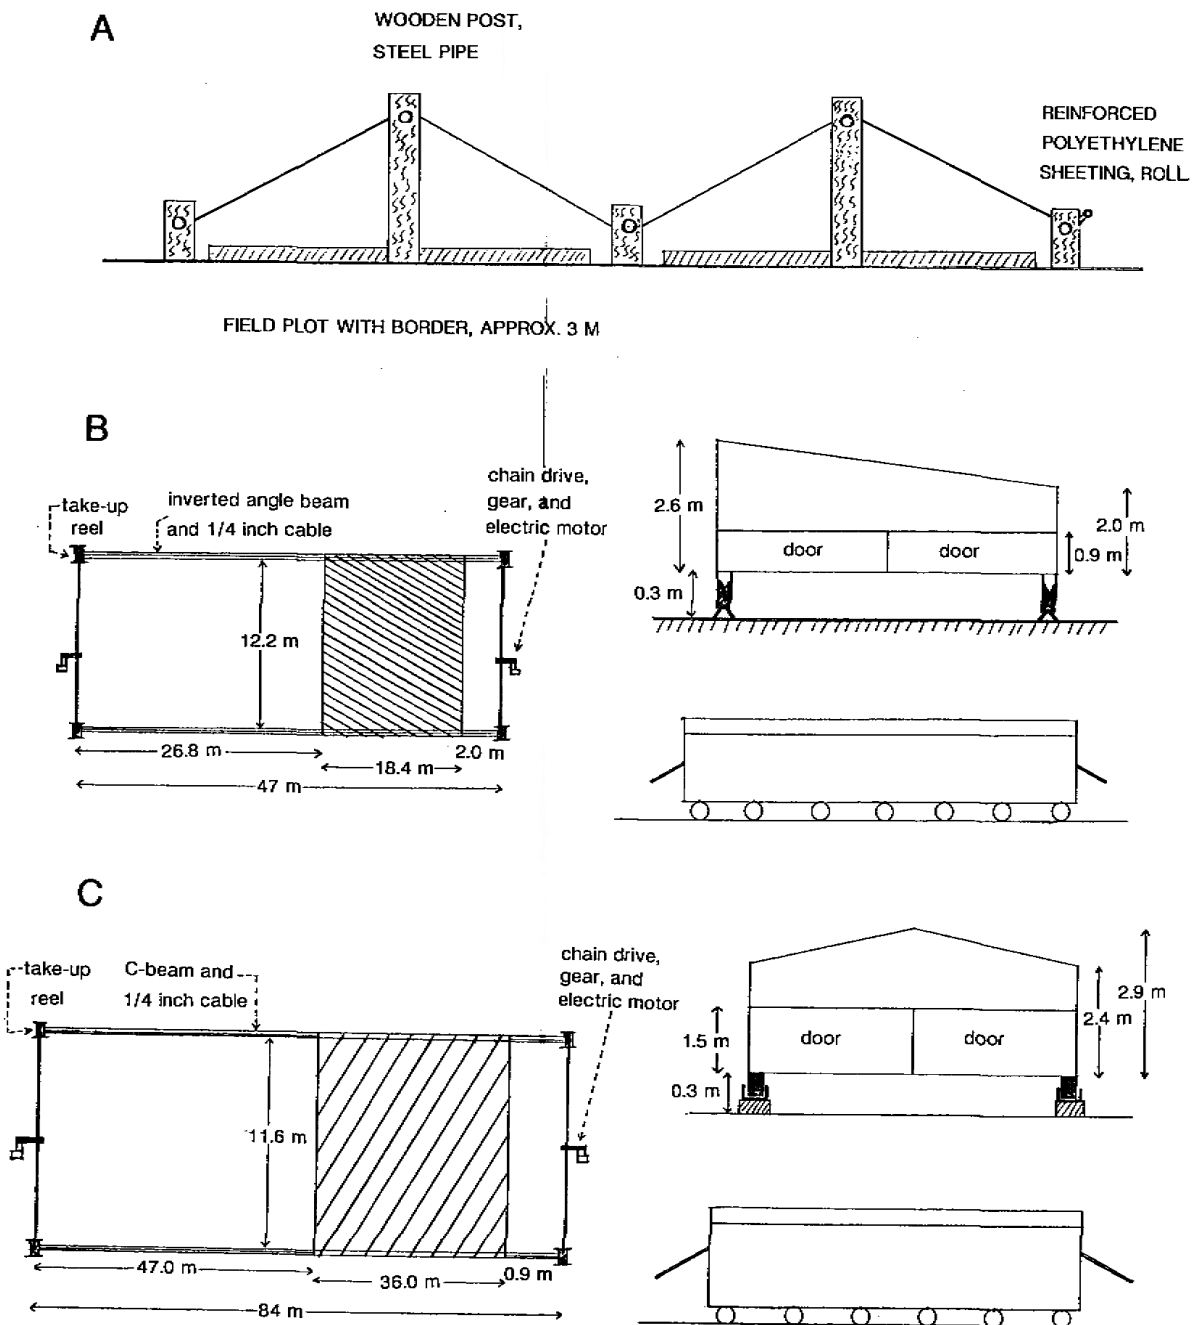 A
WOODEN POST,
STEEL PIPE
REINFORCED
POLYETHYLENE
SHEETING, ROLL
FIELD PLOT WITH BORDER, APPROX. 3 M
B
take-up
reel
inverted angle beam
and 1/4 inch cable
chain drive,
gear, and
electric motor
12.2 m
26.8 m
18.4 m
2.0 m
47 m
2.6 m
0.3 m
door
door
2.0 m
0.9 m
C
take-up
reel
C-beam and
1/4 inch cable
chain drive,
gear, and
electric motor
11.6 m
47.0 m
36.0 m
0.9 m
84 m
1.5 m
0.3 m
door
door
2.9 m
2.4 m